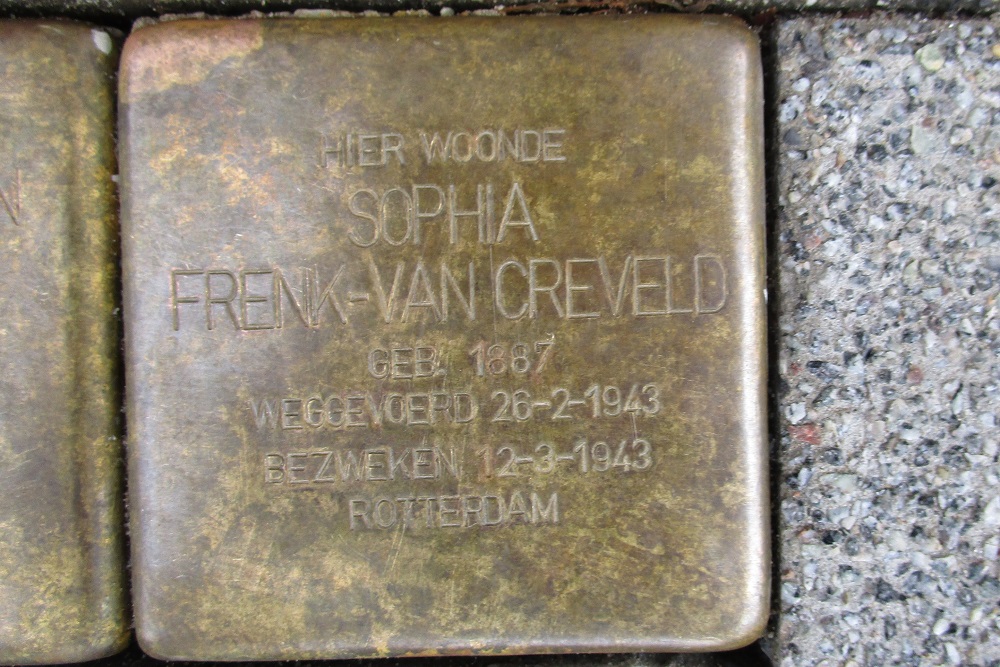 HIER WOONDE
SOPHIA
FRENK-VAN CREVELD
GEB. 1887
WEGGEVOERD 26-2-1943
BEZWEKEN 12-3-1943
ROTTERDAM